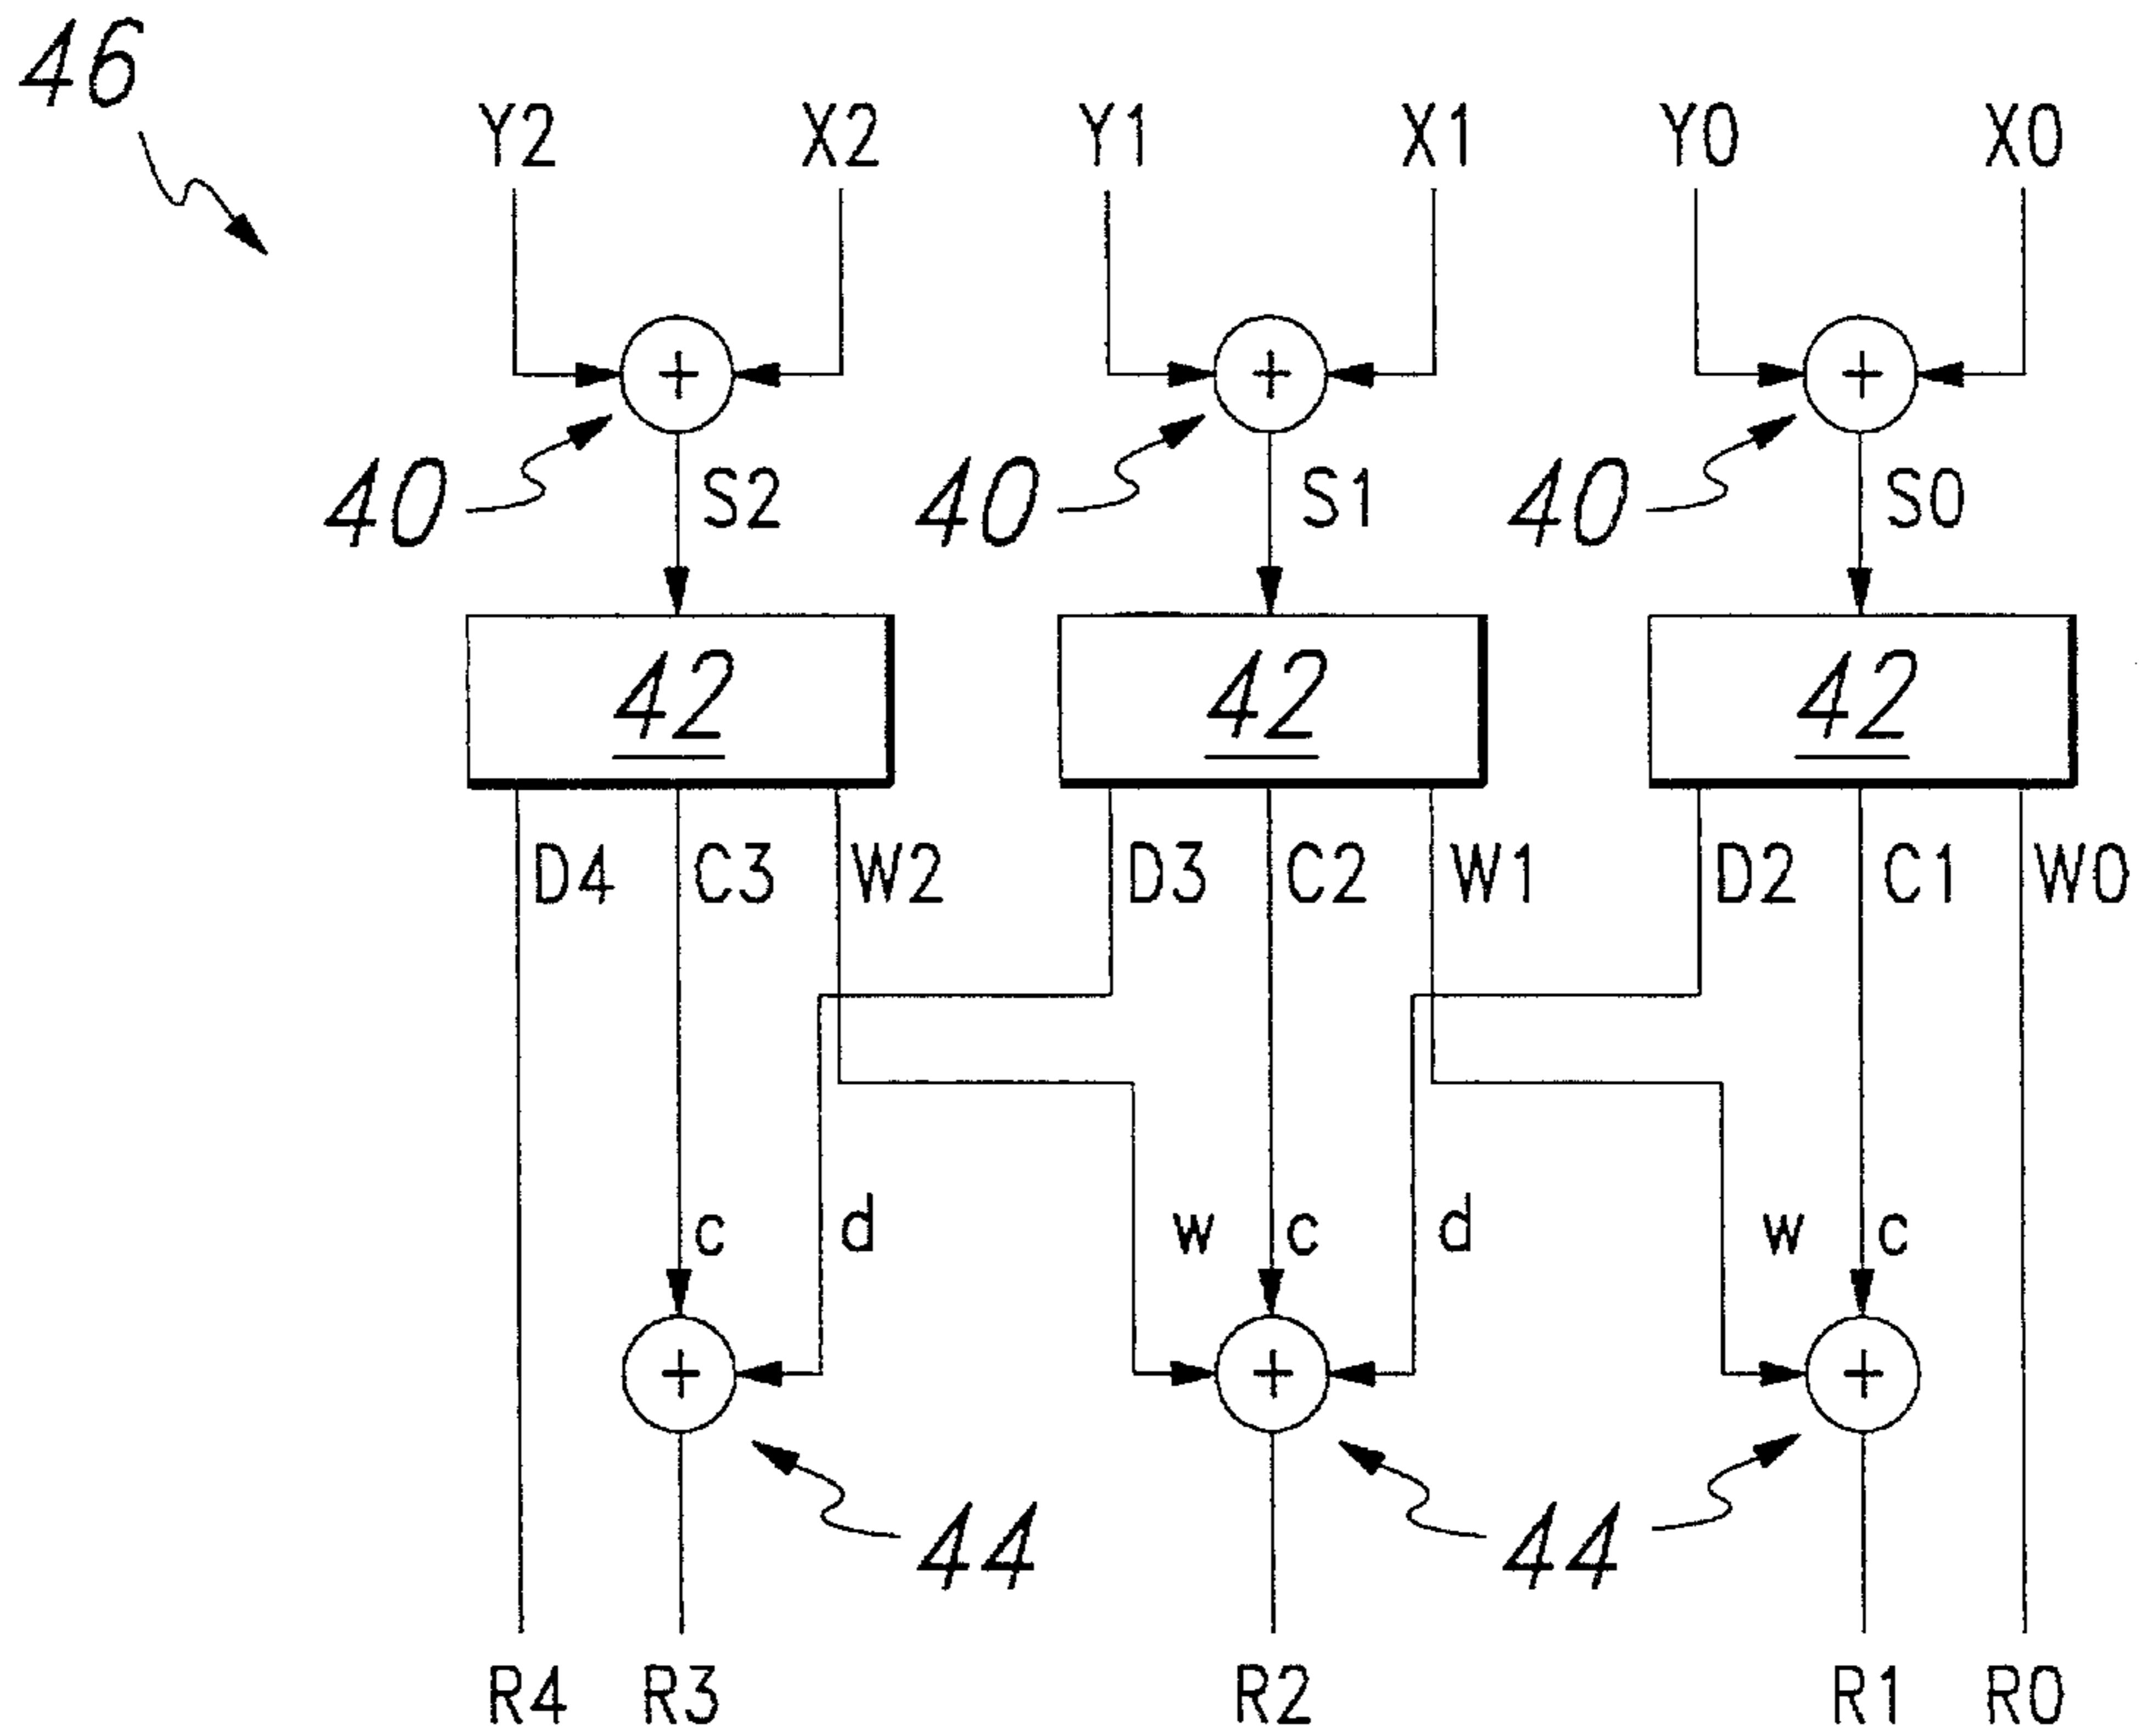 46
Y2 X2 Y1 X1 Y0 X0
+ + +
40 S2 40 S1 40 S0
42 42 42
D4 C3 W2 D3 C2 W1 D2 C1 W0
c d w c d w c
+ + +
44 44
R4 R3 R2 R1 R0